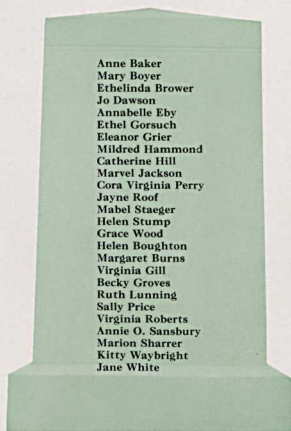 Anne Baker
Mary Boyer
Ethelinda Brower
Jo Dawson
Annabelle Eby
Ethel Gorsuch
Eleanor Grier
Mildred Hammond
Catherine Hill
Marvel Jackson
Cora Virginia Perry
Jayne Roof
Mabel Staeger
Helen Stump
Grace Wood
Helen Boughton
Margaret Burns
Virginia Gill
Becky Groves
Ruth Lunning
Sally Price
Virginia Roberts
Annie O. Sansbury
Marion Sharrer
Kitty Waybright
Jane White